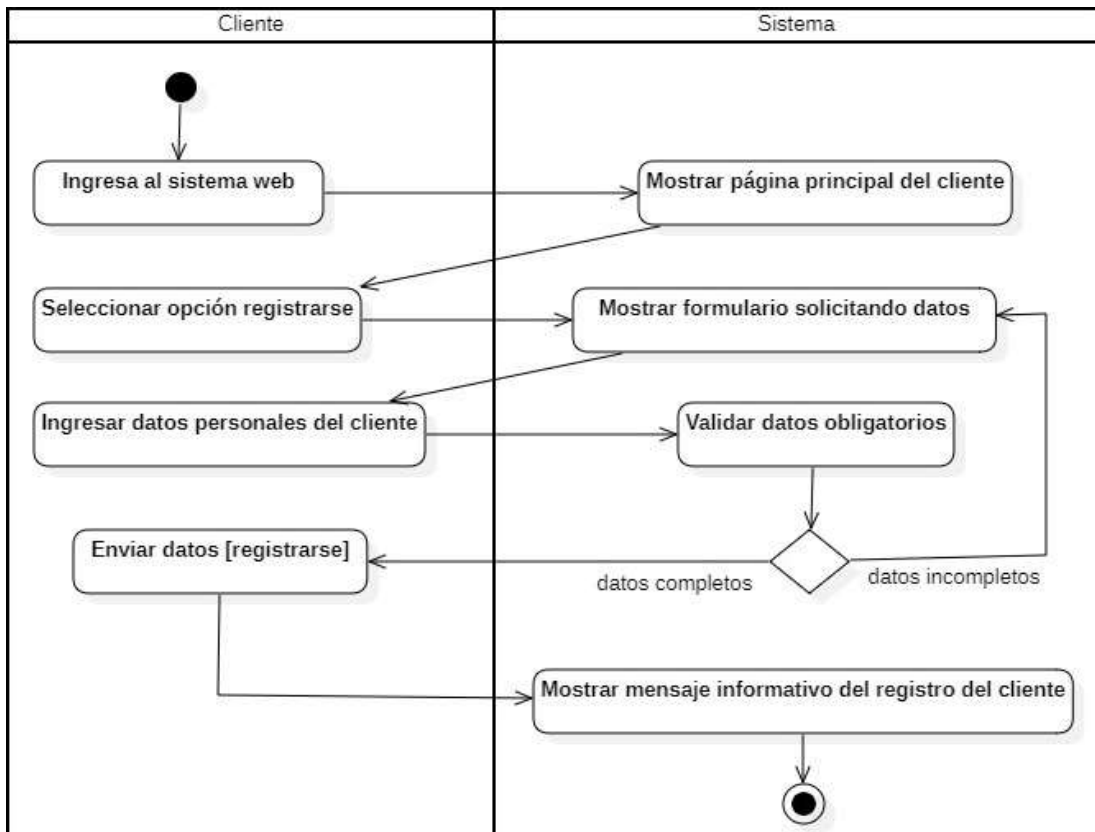 Cliente
Sistema
Ingresa al sistema web
Mostrar página principal del cliente
Seleccionar opción registrarse
Mostrar formulario solicitando datos
Ingresar datos personales del cliente
Validar datos obligatorios
Enviar datos [registrarse]
datos completos
datos incompletos
Mostrar mensaje informativo del registro del cliente